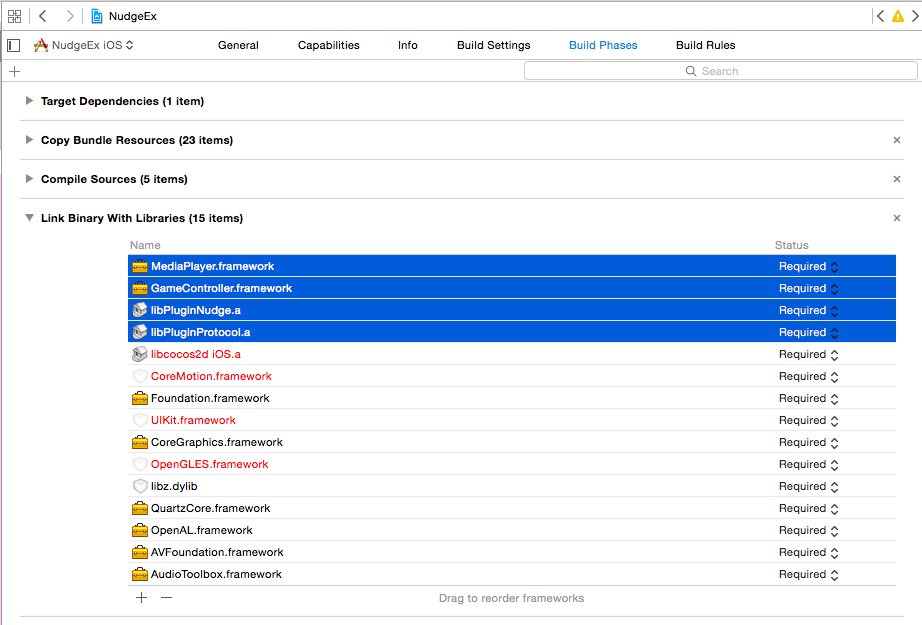 NudgeEx
NudgeEx iOS General Capabilities Info Build Settings Build Phases Build Rules
Search
Target Dependencies (1 item)
Copy Bundle Resources (23 items)
Compile Sources (5 items)
Link Binary With Libraries (15 items)
Name Status
MediaPlayer.framework Required
GameController.framework Required
libPluginNudge.a Required
libPluginProtocol.a Required
libcocos2d iOS.a Required
CoreMotion.framework Required
Foundation.framework Required
UIKit.framework Required
CoreGraphics.framework Required
OpenGLES.framework Required
libz.dylib Required
QuartzCore.framework Required
OpenAL.framework Required
AVFoundation.framework Required
AudioToolbox.framework Required
Drag to reorder frameworks